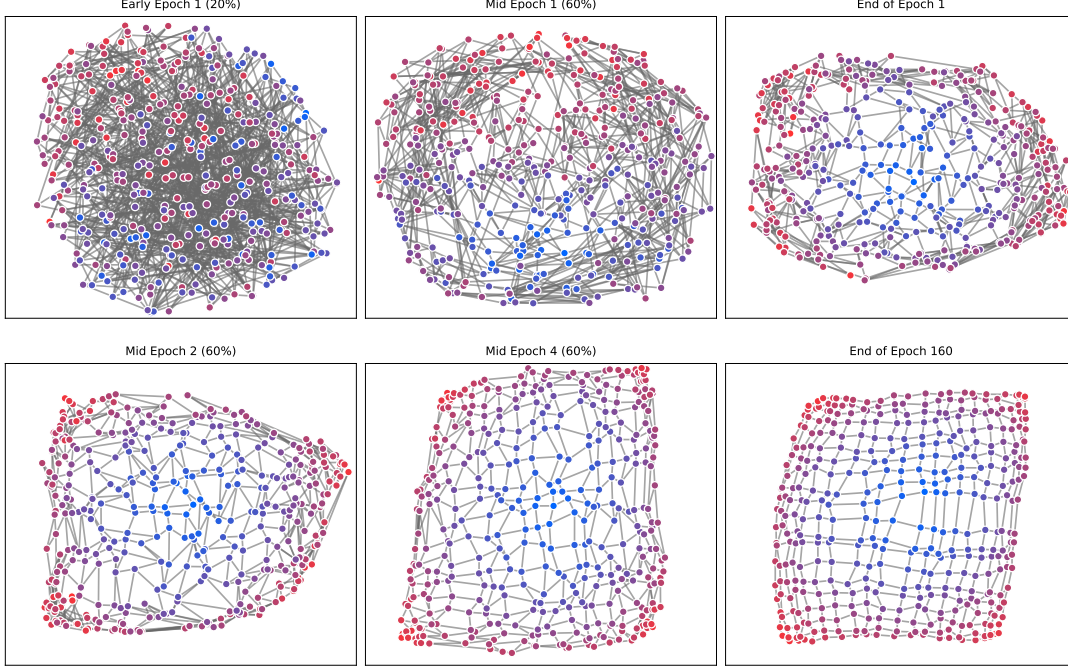 Early Epoch 1 (20%)
Mid Epoch 1 (60%)
End of Epoch 1
Mid Epoch 2 (60%)
Mid Epoch 4 (60%)
End of Epoch 160